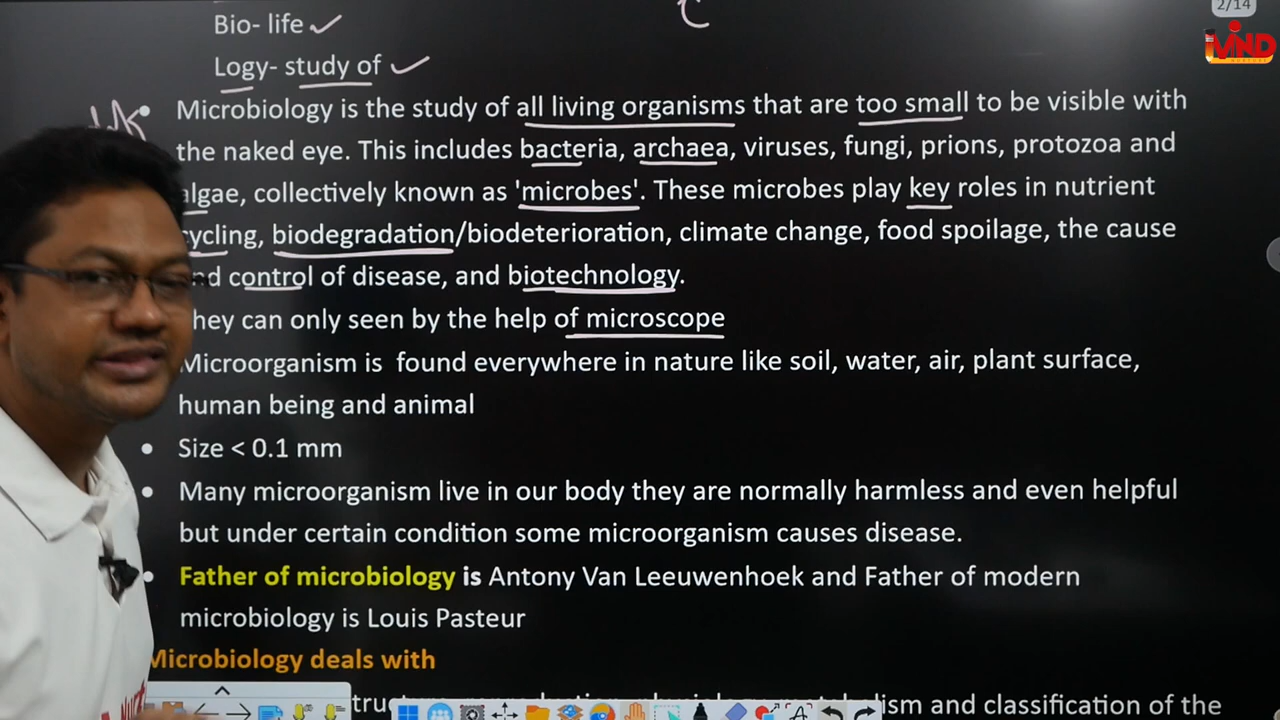 2/14
MIND
Bio- life
Logy- study of
• Microbiology is the study of all living organisms that are too small to be visible with
the naked eye. This includes bacteria, archaea, viruses, fungi, prions, protozoa and
algae, collectively known as 'microbes'. These microbes play key roles in nutrient
cycling, biodegradation/biodeterioration, climate change, food spoilage, the cause
nd control of disease, and biotechnology.
hey can only seen by the help of microscope
Microorganism is found everywhere in nature like soil, water, air, plant surface,
human being and animal
• Size < 0.1 mm
• Many microorganism live in our body they are normally harmless and even helpful
but under certain condition some microorganism causes disease.
• Father of microbiology is Antony Van Leeuwenhoek and Father of modern
microbiology is Louis Pasteur
Microbiology deals with
ism and classification of the